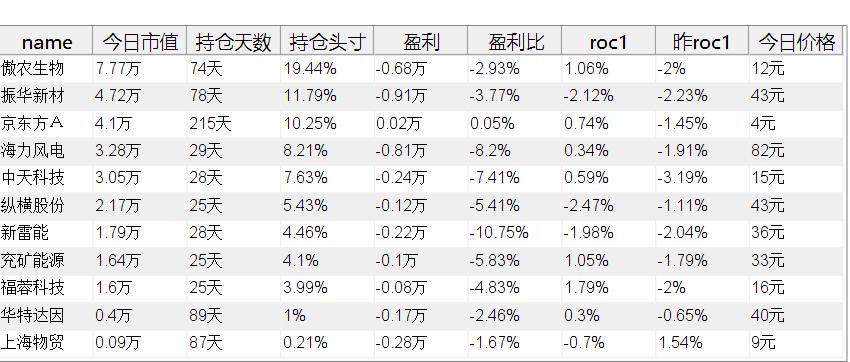 name 今日市值 持仓天数 持仓头寸 盈利 盈利比 roc1 昨roc1 今日价格
傲农生物 7.77万 74天 19.44% -0.68万 -2.93% 1.06% -2% 12元
振华新材 4.72万 78天 11.79% -0.91万 -3.77% -2.12% -2.23% 43元
京东方Ａ 4.1万 215天 10.25% 0.02万 0.05% 0.74% -1.45% 4元
海力风电 3.28万 29天 8.21% -0.81万 -8.2% 0.34% -1.91% 82元
中天科技 3.05万 28天 7.63% -0.24万 -7.41% 0.59% -3.19% 15元
纵横股份 2.17万 25天 5.43% -0.12万 -5.41% -2.47% -1.11% 43元
新雷能 1.79万 28天 4.46% -0.22万 -10.75% -1.98% -2.04% 36元
兖矿能源 1.64万 25天 4.1% -0.1万 -5.83% 1.05% -1.79% 33元
福蓉科技 1.6万 25天 3.99% -0.08万 -4.83% 1.79% -2% 16元
华特达因 0.4万 89天 1% -0.17万 -2.46% 0.3% -0.65% 40元
上海物贸 0.09万 87天 0.21% -0.28万 -1.67% -0.7% 1.54% 9元